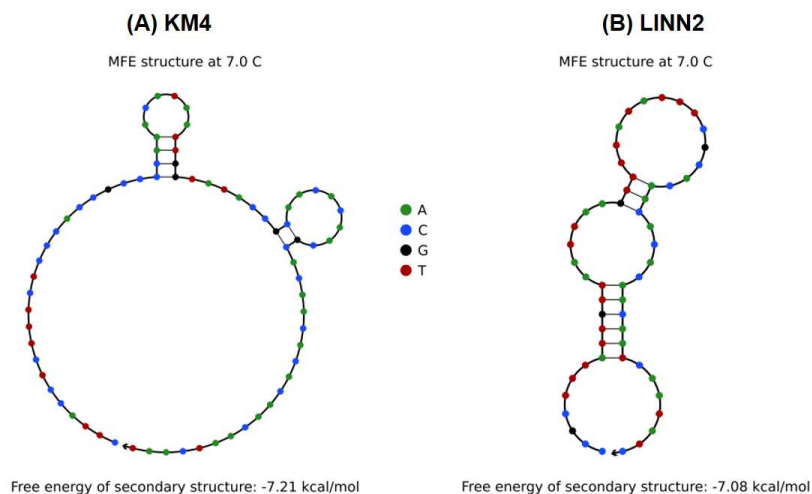 (A) KM4
(B) LINN2
MFE structure at 7.0 C
MFE structure at 7.0 C
A
C
G
T
Free energy of secondary structure: -7.21 kcal/mol
Free energy of secondary structure: -7.08 kcal/mol